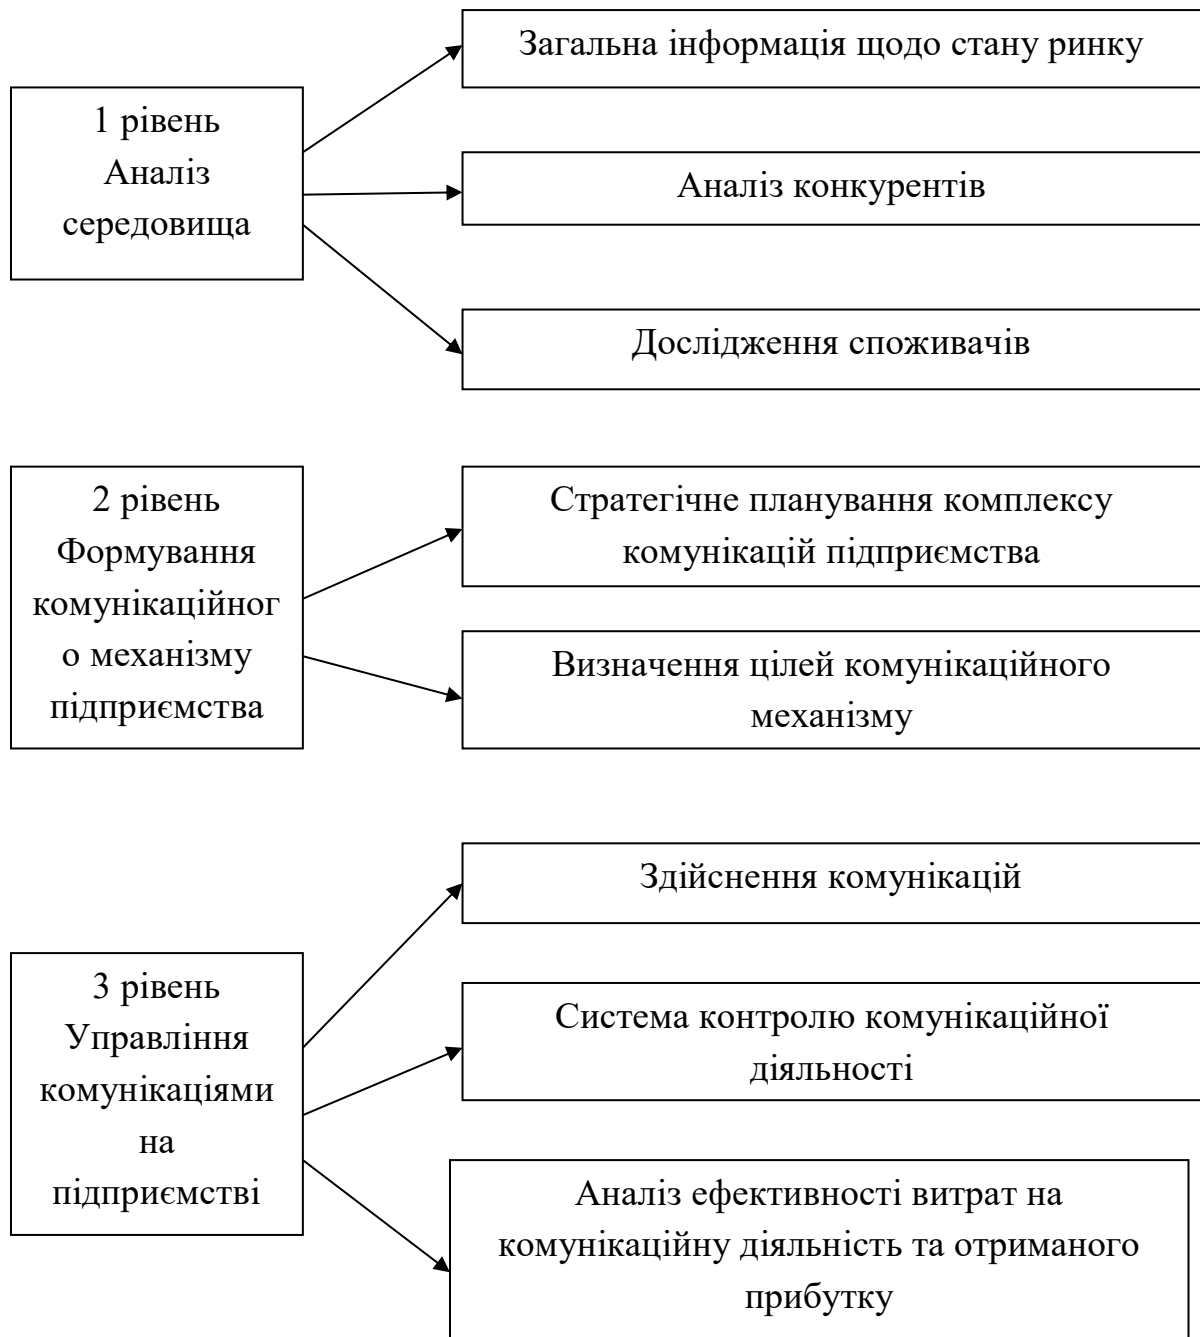 Загальна інформація щодо стану ринку
1 рівень
Аналіз
середовища
Аналіз конкурентів
Дослідження споживачів
2 рівень
Формування
комунікаційног
о механізму
підприємства
Стратегічне планування комплексу
комунікацій підприємства
Визначення цілей комунікаційного
механізму
Здійснення комунікацій
3 рівень
Управління
комунікаціями
на
підприємстві
Система контролю комунікаційної
діяльності
Аналіз ефективності витрат на
комунікаційну діяльність та отриманого
прибутку